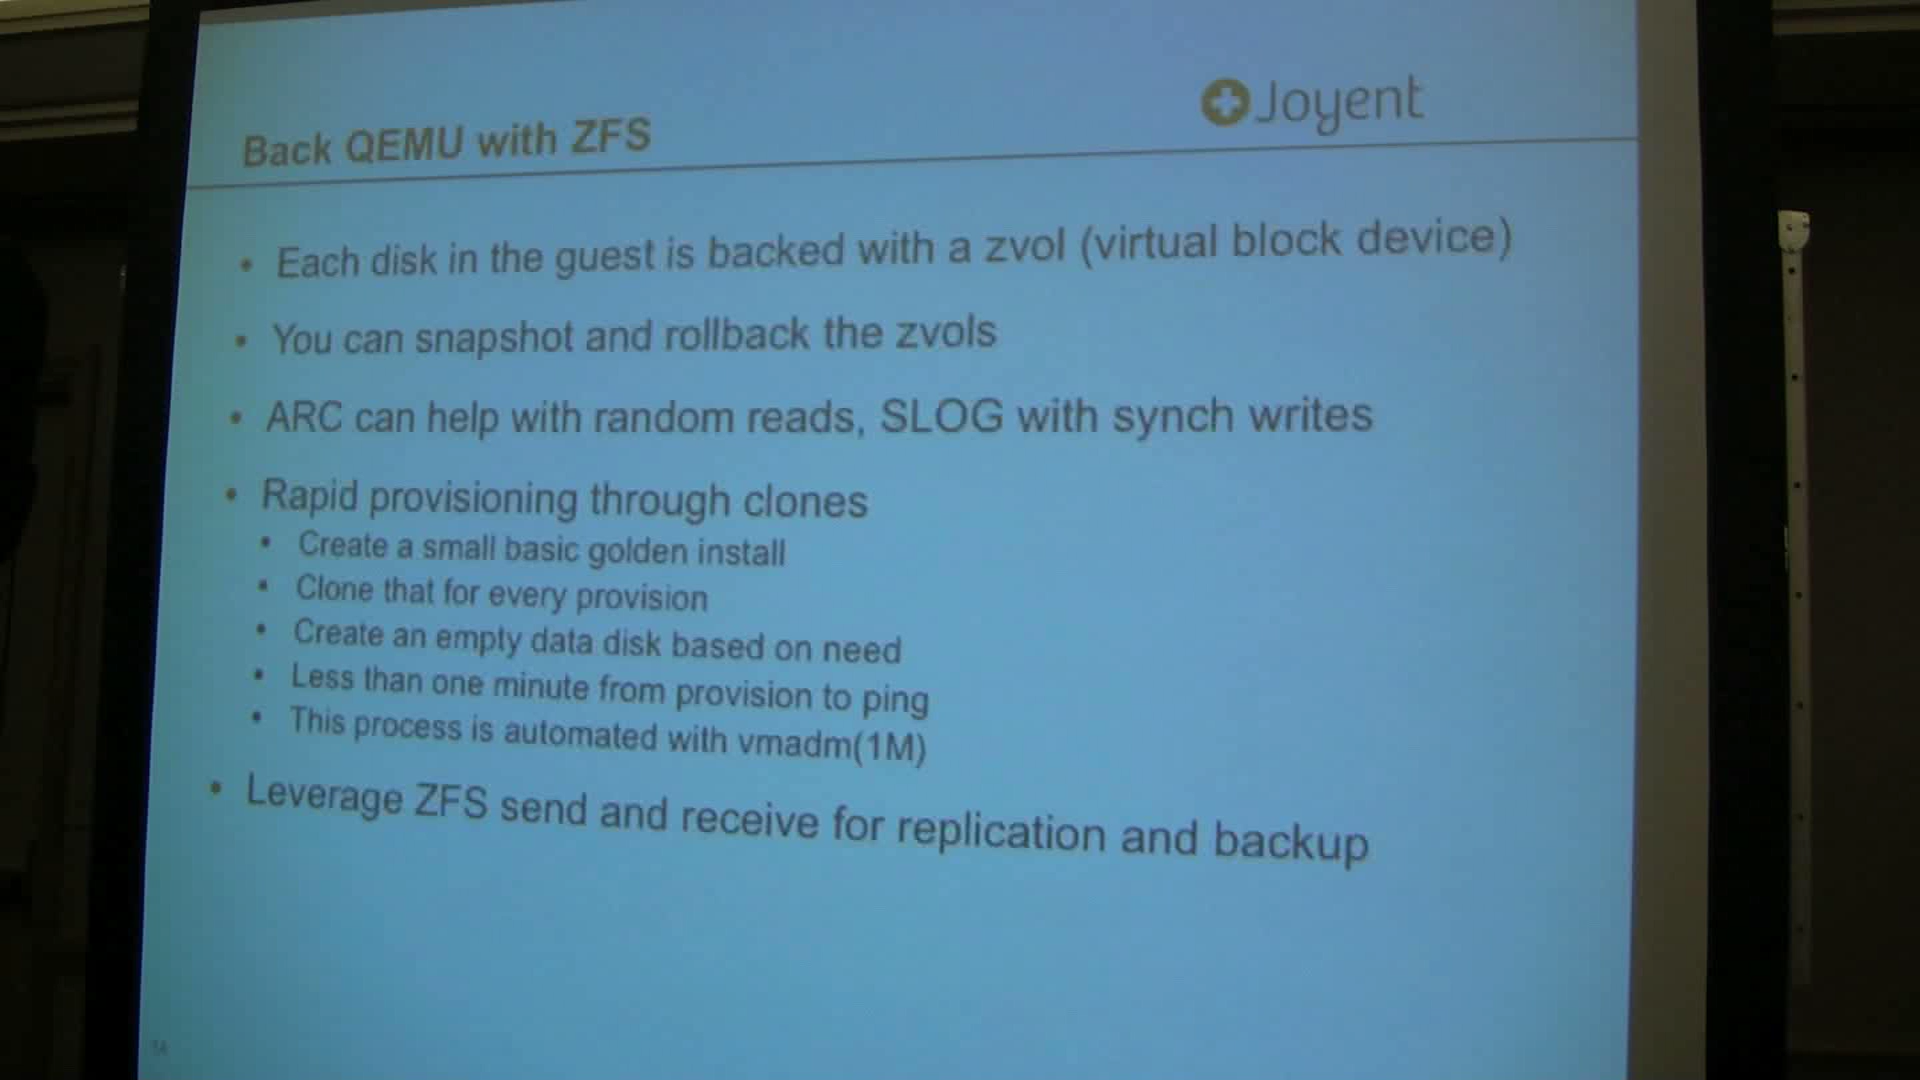 Joyent
Back QEMU with ZFS
• Each disk in the guest is backed with a zvol (virtual block device)
• You can snapshot and rollback the zvols
• ARC can help with random reads, SLOG with synch writes
• Rapid provisioning through clones
• Create a small basic golden install
• Clone that for every provision
• Create an empty data disk based on need
• Less than one minute from provision to ping
• This process is automated with vmadm(1M)
• Leverage ZFS send and receive for replication and backup
14